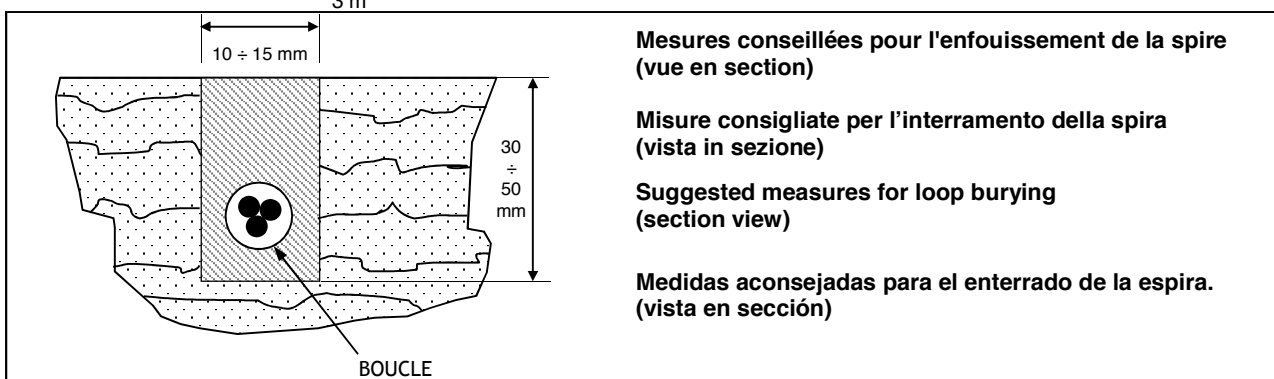 3 m
10 ÷ 15 mm
30
÷
50
mm
BOUCLE
Mesures conseillées pour l'enfouissement de la spire
(vue en section)
Misure consigliate per l’interramento della spira
(vista in sezione)
Suggested measures for loop burying
(section view)
Medidas aconsejadas para el enterrado de la espira.
(vista en sección)